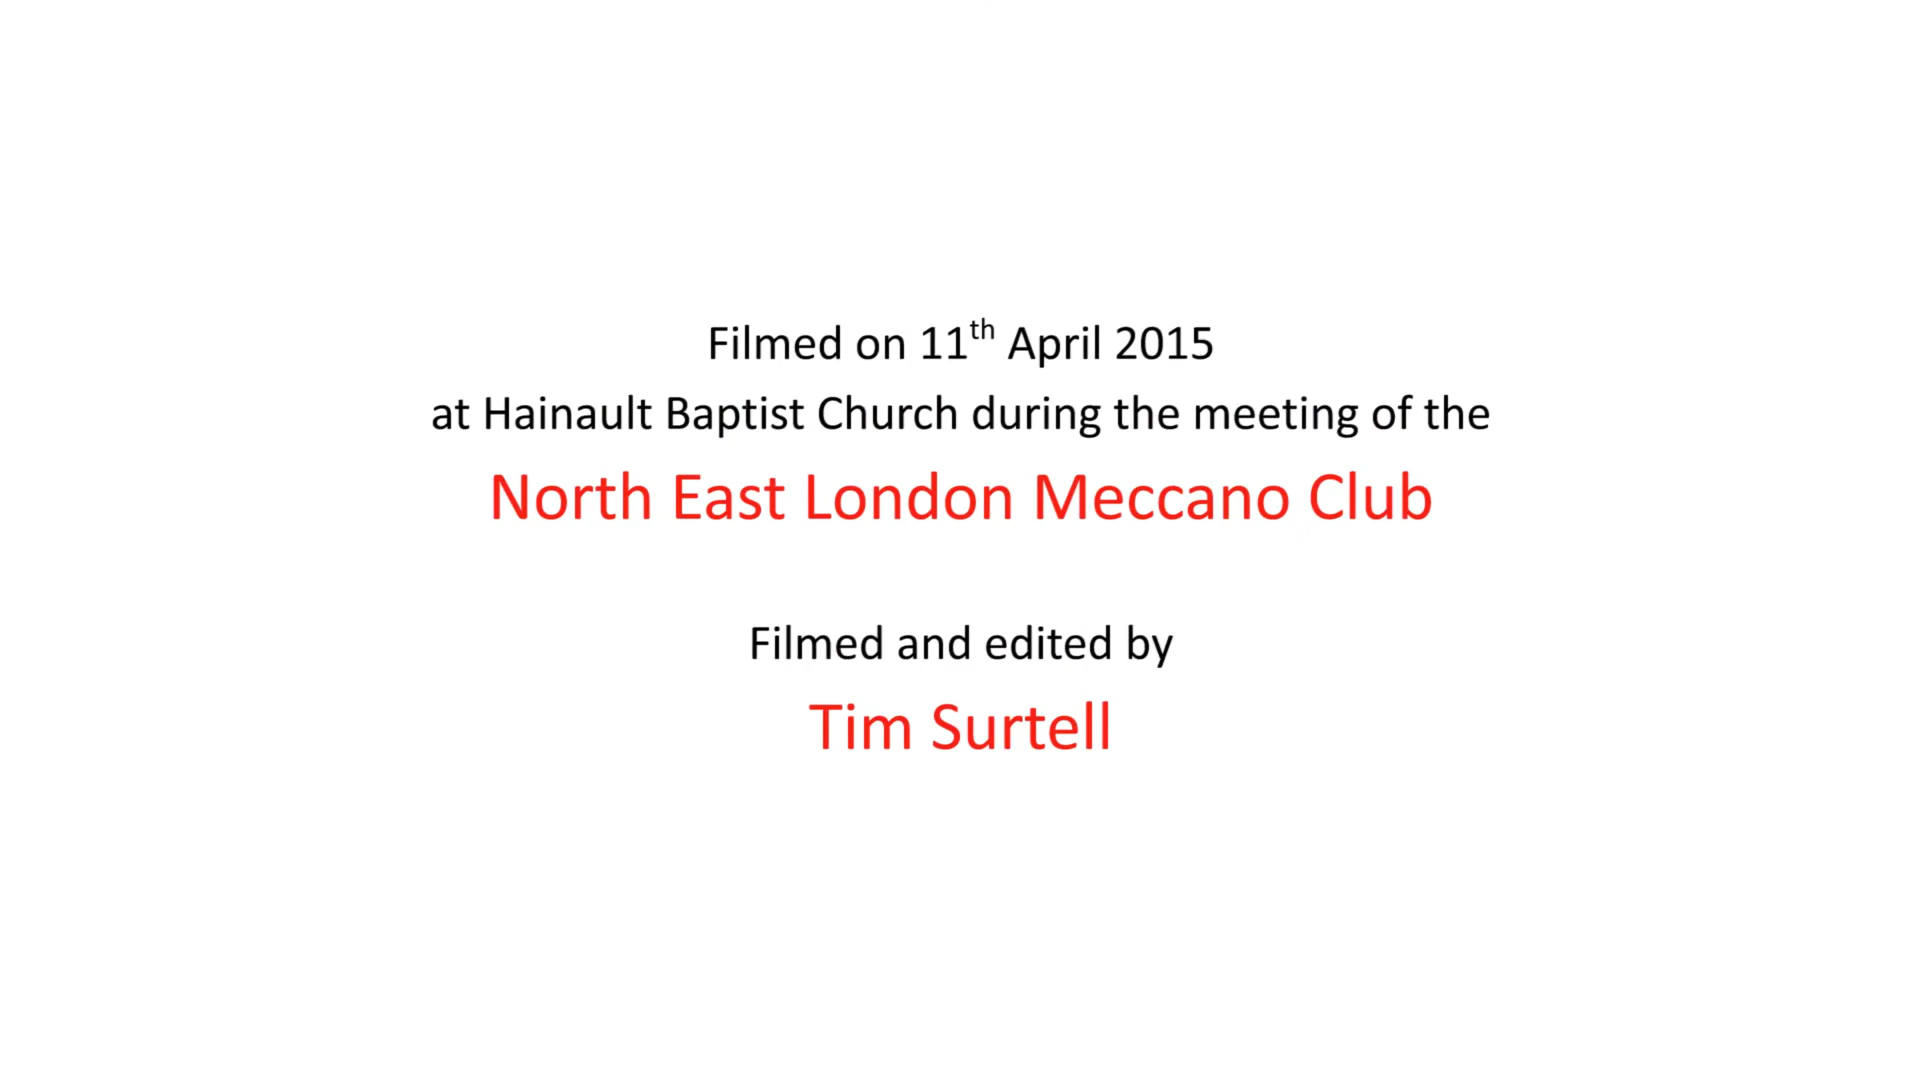 Filmed on 11th April 2015
at Hainault Baptist Church during the meeting of the
North East London Meccano Club
Filmed and edited by
Tim Surtell